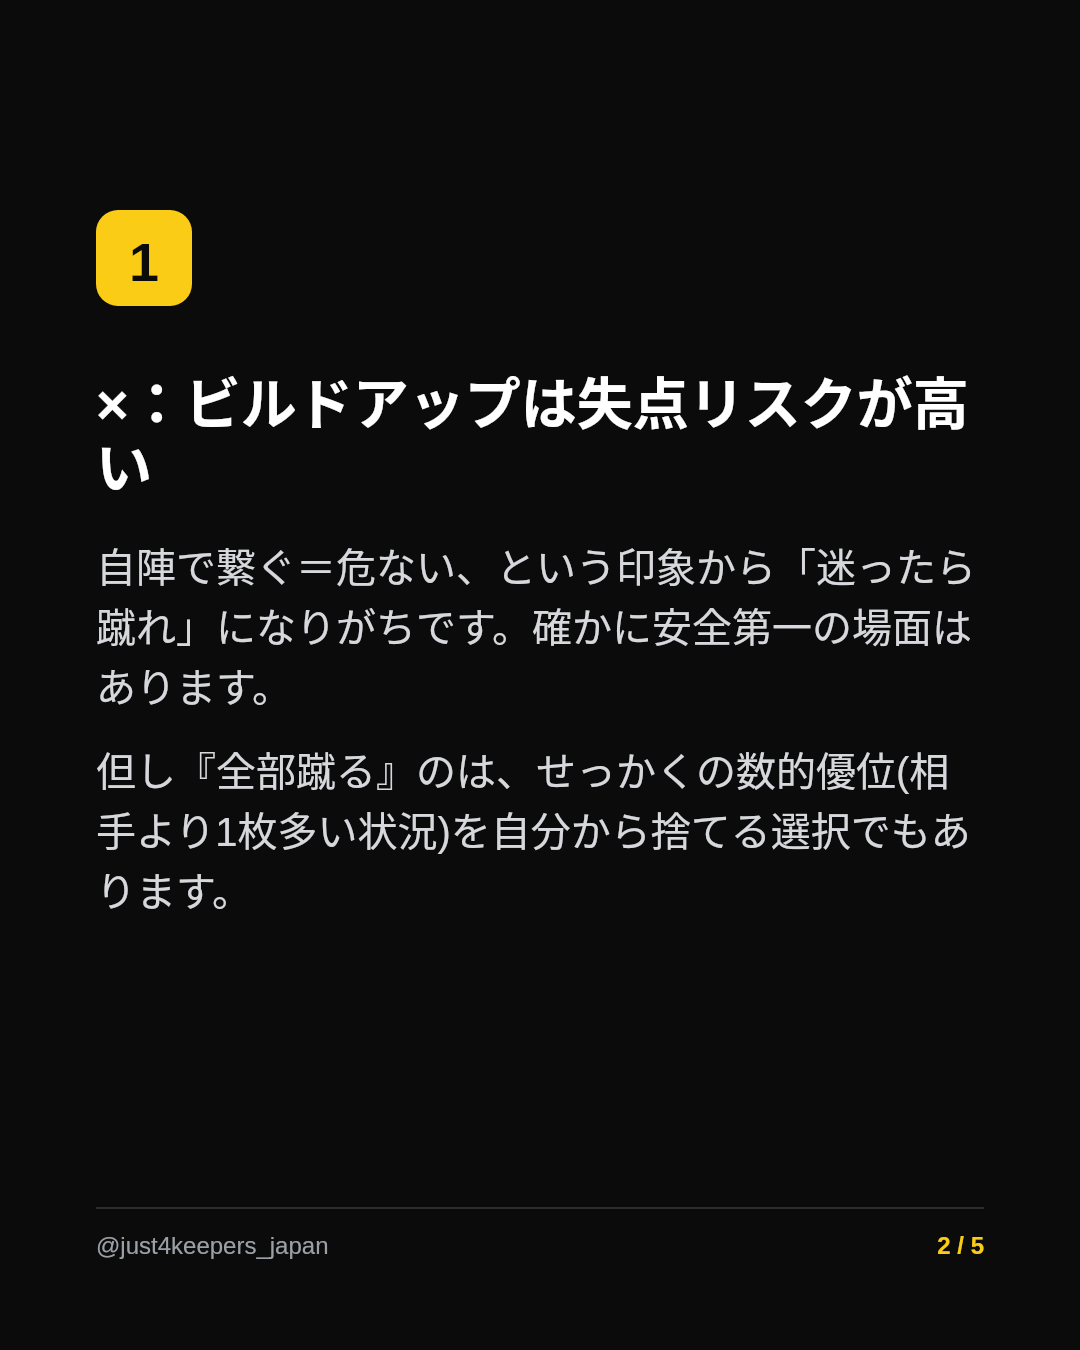 1
×：ビルドアップは失点リスクが高
い
自陣で繋ぐ＝危ない、という印象から「迷ったら
蹴れ」になりがちです。確かに安全第一の場面は
あります。
但し『全部蹴る』のは、せっかくの数的優位(相
手より1枚多い状況)を自分から捨てる選択でもあ
ります。
@just4keepers_japan
2 / 5